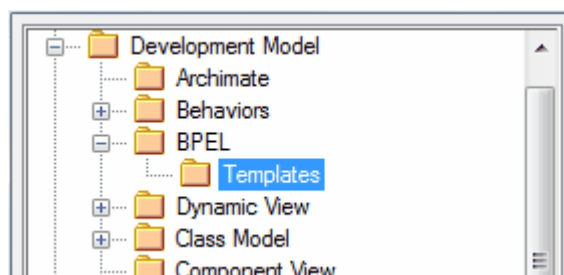 Development Model
Archimate
Behaviors
BPEL
Templates
Dynamic View
Class Model
Component View